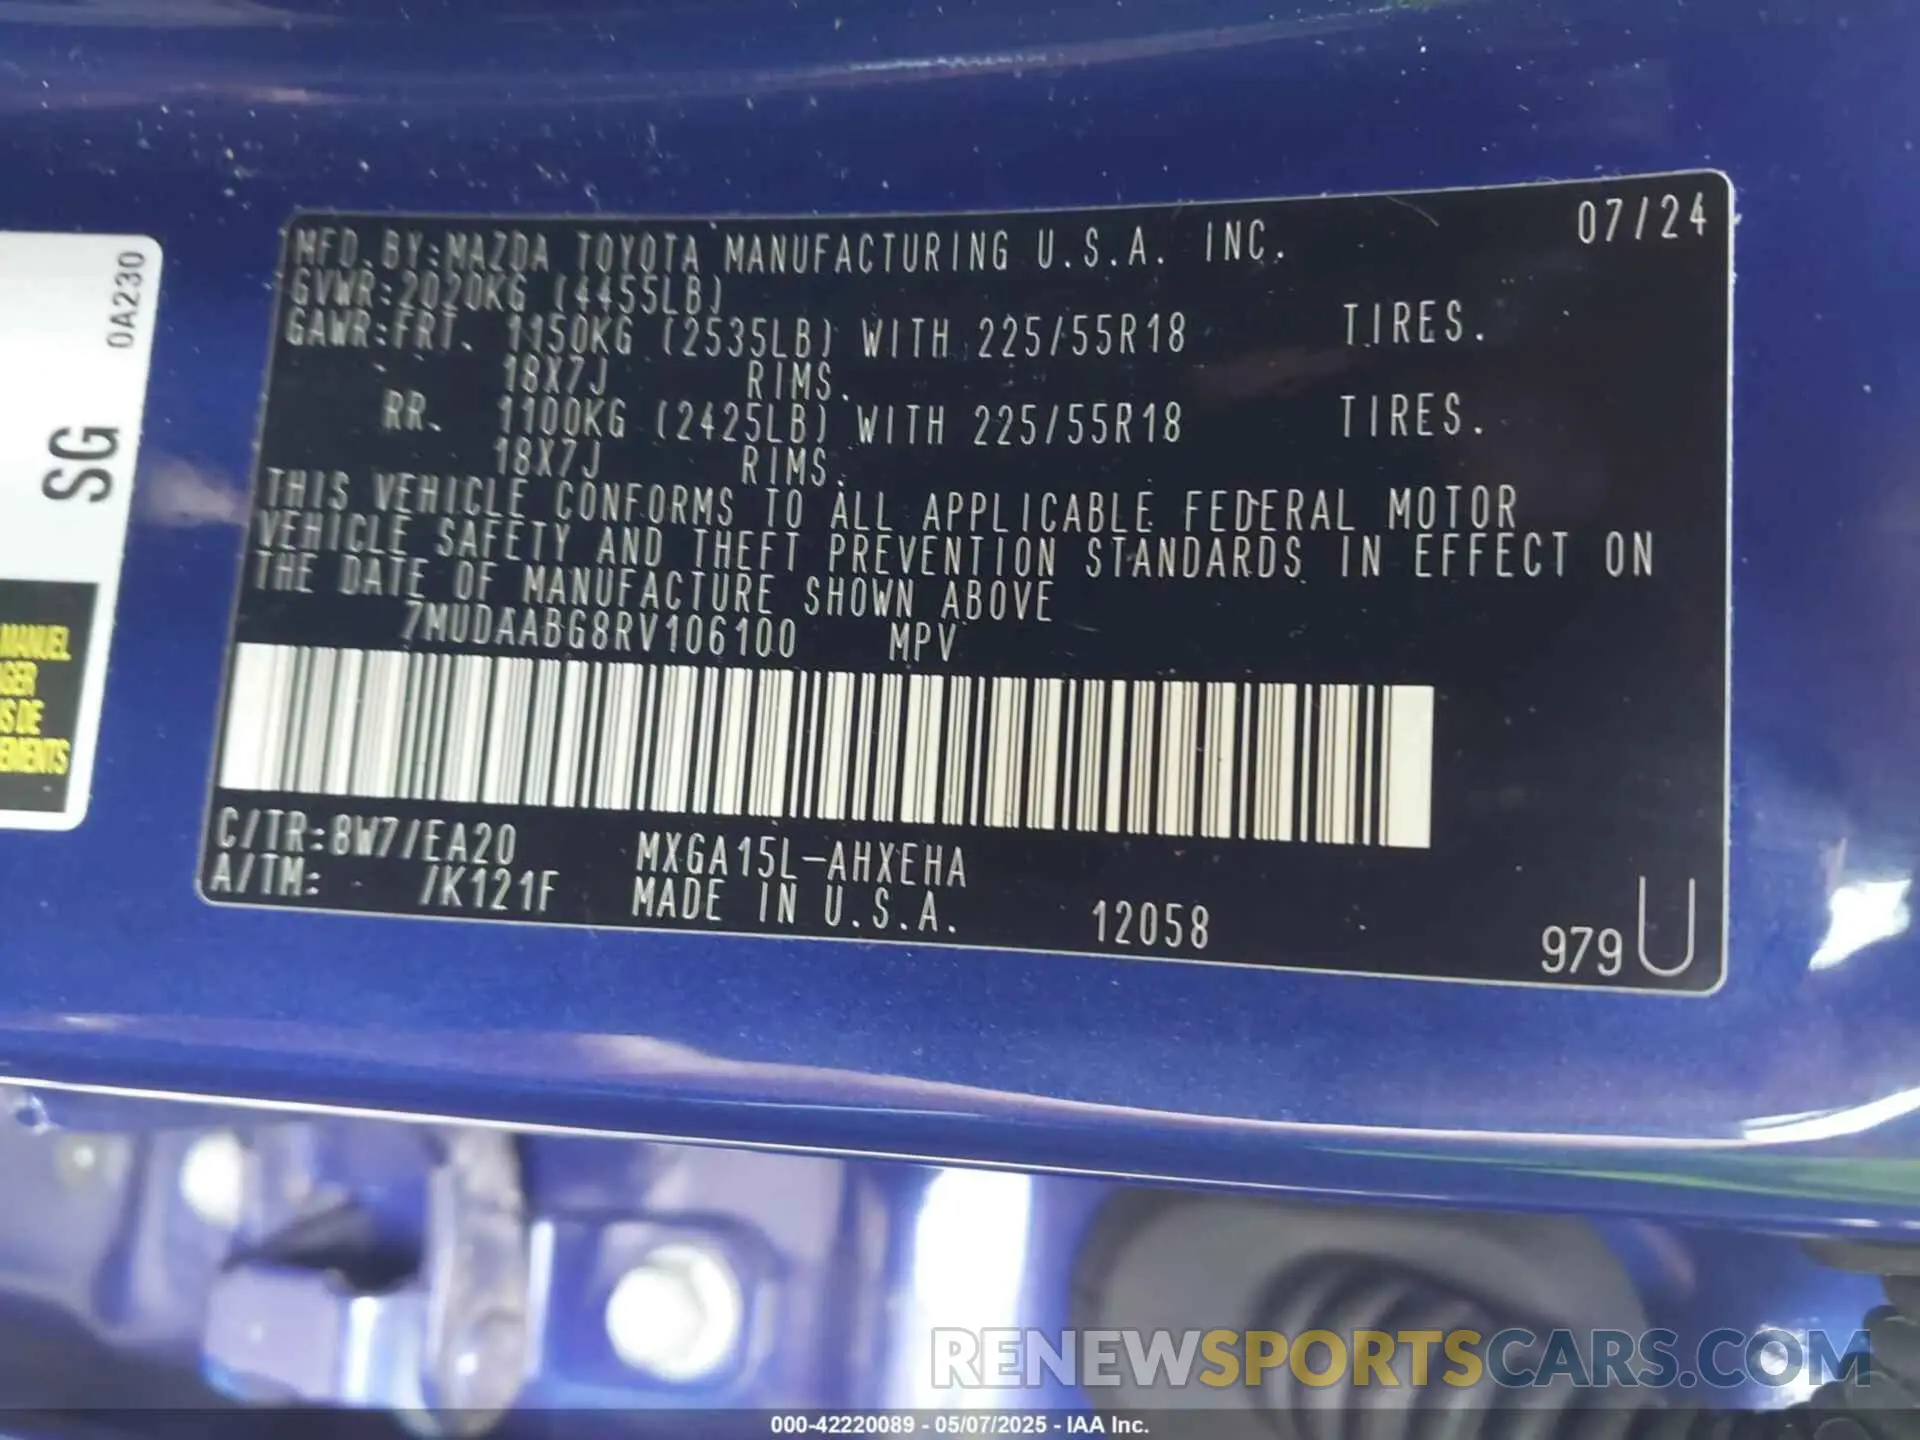 MFD.BY:MAZDA TOYOTA MANUFACTURING U.S.A. INC. 07/24
GVWR:2020KG (4455LB)
GAWR:FRT. 1150KG (2535LB) WITH 225/55R18 TIRES.
18X7J RIMS.
RR. 1100KG (2425LB) WITH 225/55R18 TIRES.
18X7J RIMS.
THIS VEHICLE CONFORMS TO ALL APPLICABLE FEDERAL MOTOR
VEHICLE SAFETY AND THEFT PREVENTION STANDARDS IN EFFECT ON
THE DATE OF MANUFACTURE SHOWN ABOVE
7MUDAABG8RV106100 MPV
C/TR:8W7/EA20 MXGA15L-AHXEHA
A/TM: - /K121F MADE IN U.S.A. 12058
979 U
0A230
SG
MANUEL
IS DE
RENEWSPORTSCARS.COM
000-42220089 - 05/07/2025 - IAA Inc.